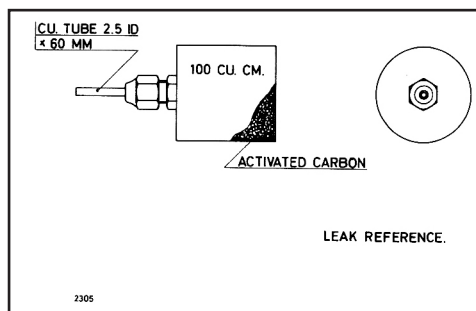 CU. TUBE 2.5 ID
× 60 MM
100 CU. CM.
ACTIVATED CARBON
LEAK REFERENCE.
2305